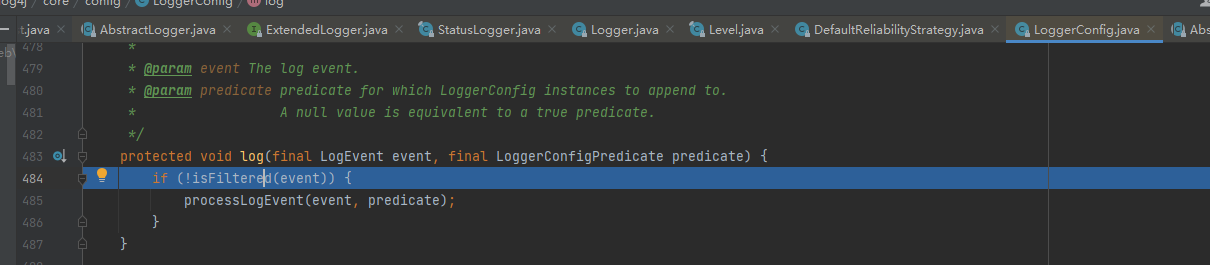 log4j core config LoggerConfig log
t.java AbstractLogger.java ExtendedLogger.java StatusLogger.java Logger.java Level.java DefaultReliabilityStrategy.java LoggerConfig.java Abs
478 *
479 * @param event The log event.
480 * @param predicate predicate for which LoggerConfig instances to append to.
481 * A null value is equivalent to a true predicate.
482 */
483 protected void log(final LogEvent event, final LoggerConfigPredicate predicate) {
484 if (!isFiltered(event)) {
485 processLogEvent(event, predicate);
486 }
487 }